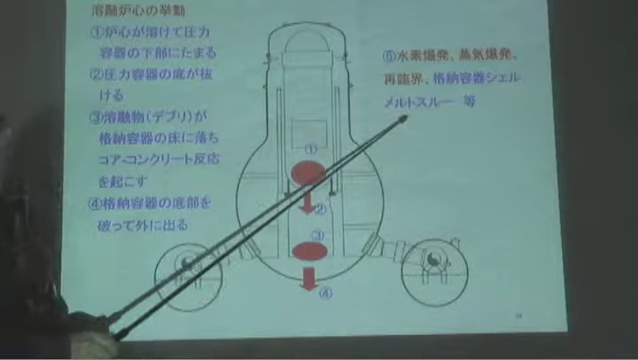 溶融炉心の挙動
①炉心が溶けて圧力
容器の下部にたまる
②圧力容器の底が抜
ける
③溶融物(デブリ)が
格納容器の床に落ち
コア-コンクリート反応
を起こす
④格納容器の底部を
破って外に出る
⑤水素爆発、蒸気爆発、
再臨界、格納容器シェル
メルトスルー 等
①
②
③
④